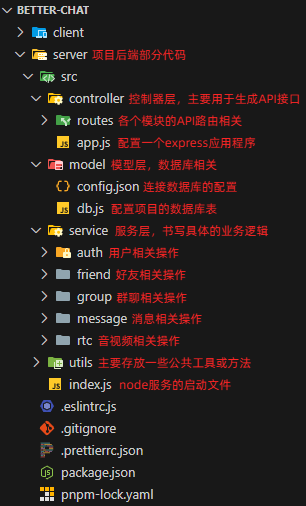 BETTER-CHAT
client
server 项目后端部分代码
src
controller 控制器层，主要用于生成API接口
routes 各个模块的API路由相关
app.js 配置一个express应用程序
model 模型层，数据库相关
config.json 连接数据库的配置
db.js 配置项目的数据库表
service 服务层，书写具体的业务逻辑
auth 用户相关操作
friend 好友相关操作
group 群聊相关操作
message 消息相关操作
rtc 音视频相关操作
utils 主要存放一些公共工具或方法
index.js node服务的启动文件
.eslintrc.js
.gitignore
.prettierrc.json
package.json
pnpm-lock.yaml